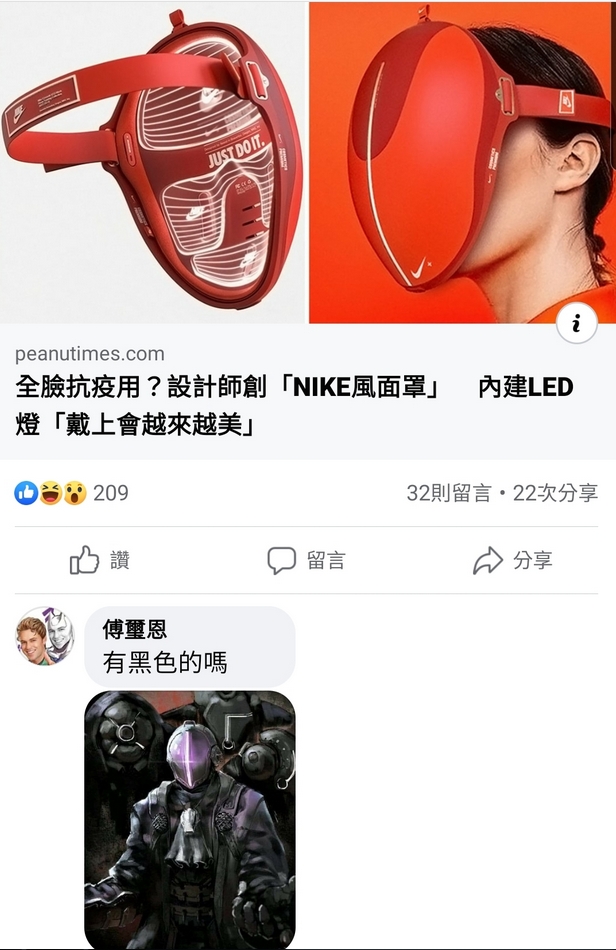 JUST DO IT.
peanutimes.com
全臉抗疫用？設計師創「NIKE風面罩」 內建LED
燈「戴上會越來越美」
209
32則留言・22次分享
讚
留言
分享
傅璽恩
有黑色的嗎